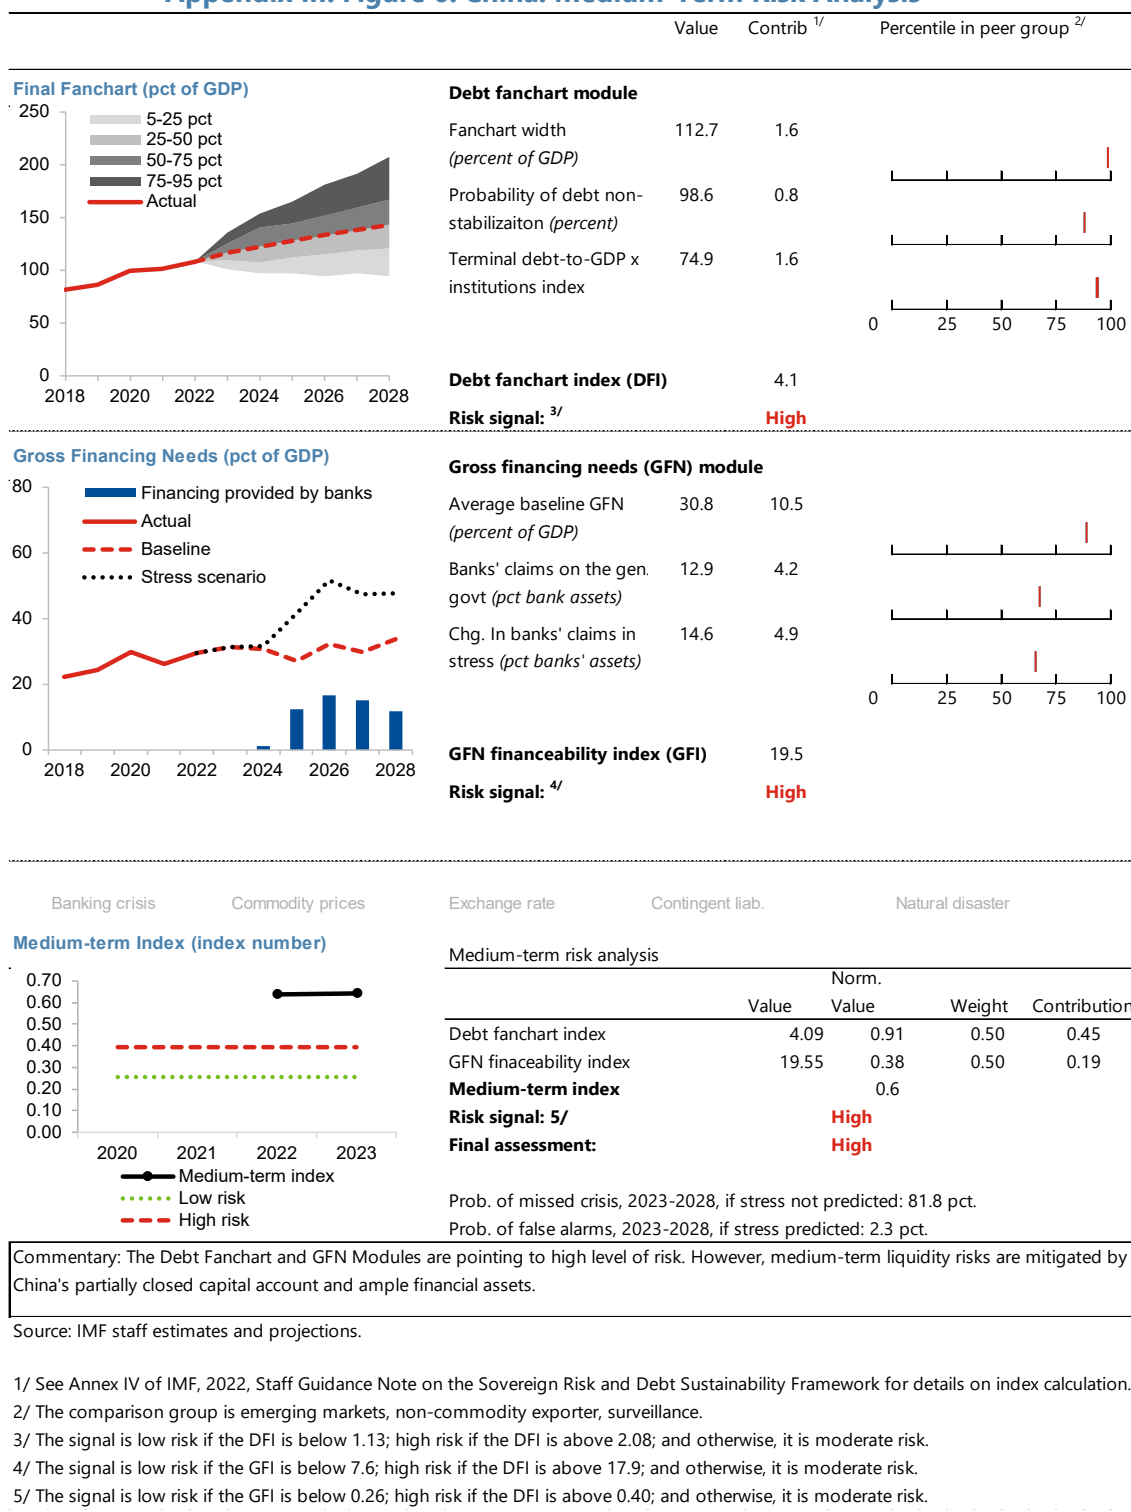 Appendix III. Figure 6. China: Medium-Term Risk Analysis
Value Contrib 1/ Percentile in peer group 2/
Final Fanchart (pct of GDP)
250
200
150
100
50
0
5-25 pct
25-50 pct
50-75 pct
75-95 pct
Actual
2018 2020 2022 2024 2026 2028
Debt fanchart module
Fanchart width 112.7 1.6
(percent of GDP)
Probability of debt non- 98.6 0.8
stabilizaiton (percent)
Terminal debt-to-GDP x 74.9 1.6
institutions index
0 25 50 75 100
Debt fanchart index (DFI) 4.1
Risk signal: 3/ High
Gross Financing Needs (pct of GDP)
80
60
40
20
0
Financing provided by banks
Actual
Baseline
Stress scenario
2018 2020 2022 2024 2026 2028
Gross financing needs (GFN) module
Average baseline GFN 30.8 10.5
(percent of GDP)
Banks' claims on the gen. 12.9 4.2
govt (pct bank assets)
Chg. In banks' claims in 14.6 4.9
stress (pct banks' assets)
0 25 50 75 100
GFN financeability index (GFI) 19.5
Risk signal: 4/ High
Banking crisis Commodity prices Exchange rate Contingent liab. Natural disaster
Medium-term Index (index number)
0.70
0.60
0.50
0.40
0.30
0.20
0.10
0.00
2020 2021 2022 2023
Medium-term index
Low risk
High risk
Medium-term risk analysis
Norm.
Value Value Weight Contribution
Debt fanchart index 4.09 0.91 0.50 0.45
GFN finaceability index 19.55 0.38 0.50 0.19
Medium-term index 0.6
Risk signal: 5/ High
Final assessment: High
Prob. of missed crisis, 2023-2028, if stress not predicted: 81.8 pct.
Prob. of false alarms, 2023-2028, if stress predicted: 2.3 pct.
Commentary: The Debt Fanchart and GFN Modules are pointing to high level of risk. However, medium-term liquidity risks are mitigated by
China's partially closed capital account and ample financial assets.
Source: IMF staff estimates and projections.
1/ See Annex IV of IMF, 2022, Staff Guidance Note on the Sovereign Risk and Debt Sustainability Framework for details on index calculation.
2/ The comparison group is emerging markets, non-commodity exporter, surveillance.
3/ The signal is low risk if the DFI is below 1.13; high risk if the DFI is above 2.08; and otherwise, it is moderate risk.
4/ The signal is low risk if the GFI is below 7.6; high risk if the DFI is above 17.9; and otherwise, it is moderate risk.
5/ The signal is low risk if the GFI is below 0.26; high risk if the DFI is above 0.40; and otherwise, it is moderate risk.